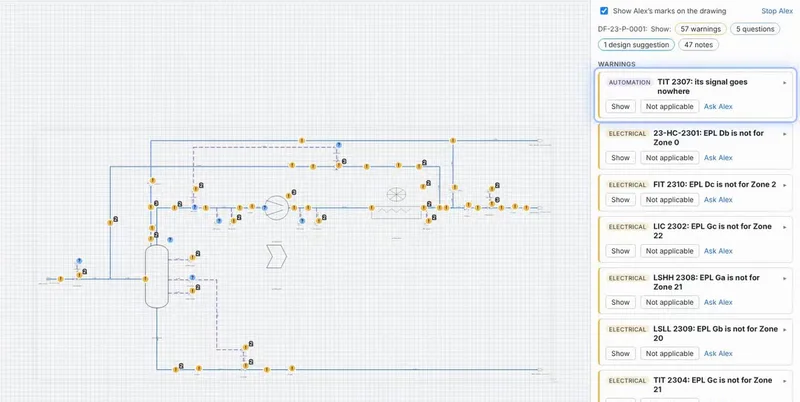 Show Alex's marks on the drawing
Stop Alex
DF-23-P-0001: Show:
57 warnings
5 questions
1 design suggestion
47 notes
WARNINGS
AUTOMATION
TIT 2307: its signal goes
nowhere
Show
Not applicable
Ask Alex
ELECTRICAL
23-HC-2301: EPL Db is not for
Zone 0
Show
Not applicable
Ask Alex
ELECTRICAL
FIT 2310: EPL Dc is not for Zone 2
Show
Not applicable
Ask Alex
ELECTRICAL
LIC 2302: EPL Gc is not for Zone
22
Show
Not applicable
Ask Alex
ELECTRICAL
LSHH 2308: EPL Ga is not for
Zone 21
Show
Not applicable
Ask Alex
ELECTRICAL
LSLL 2309: EPL Gb is not for Zone
20
Show
Not applicable
Ask Alex
ELECTRICAL
TIT 2304: EPL Gc is not for Zone
21
Show
Not applicable
Ask Alex